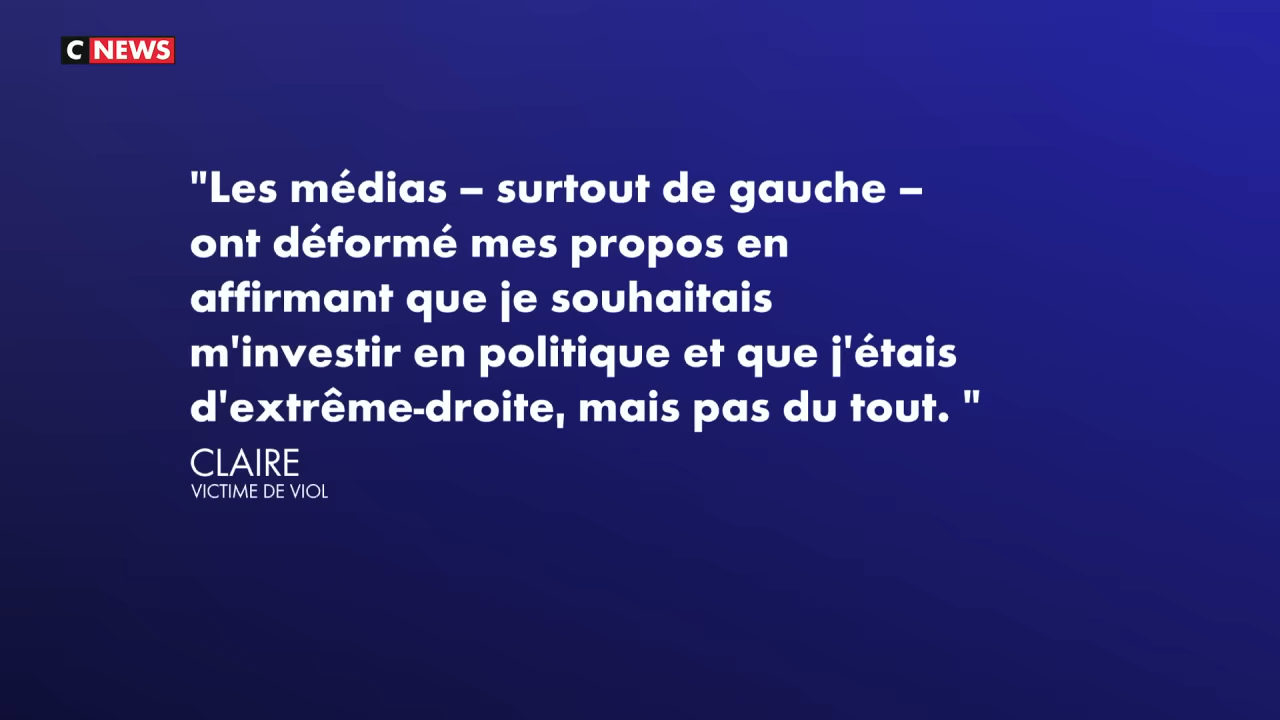 C NEWS
"Les médias – surtout de gauche –
ont déformé mes propos en
affirmant que je souhaitais
m'investir en politique et que j'étais
d'extrême-droite, mais pas du tout. "
CLAIRE
VICTIME DE VIOL